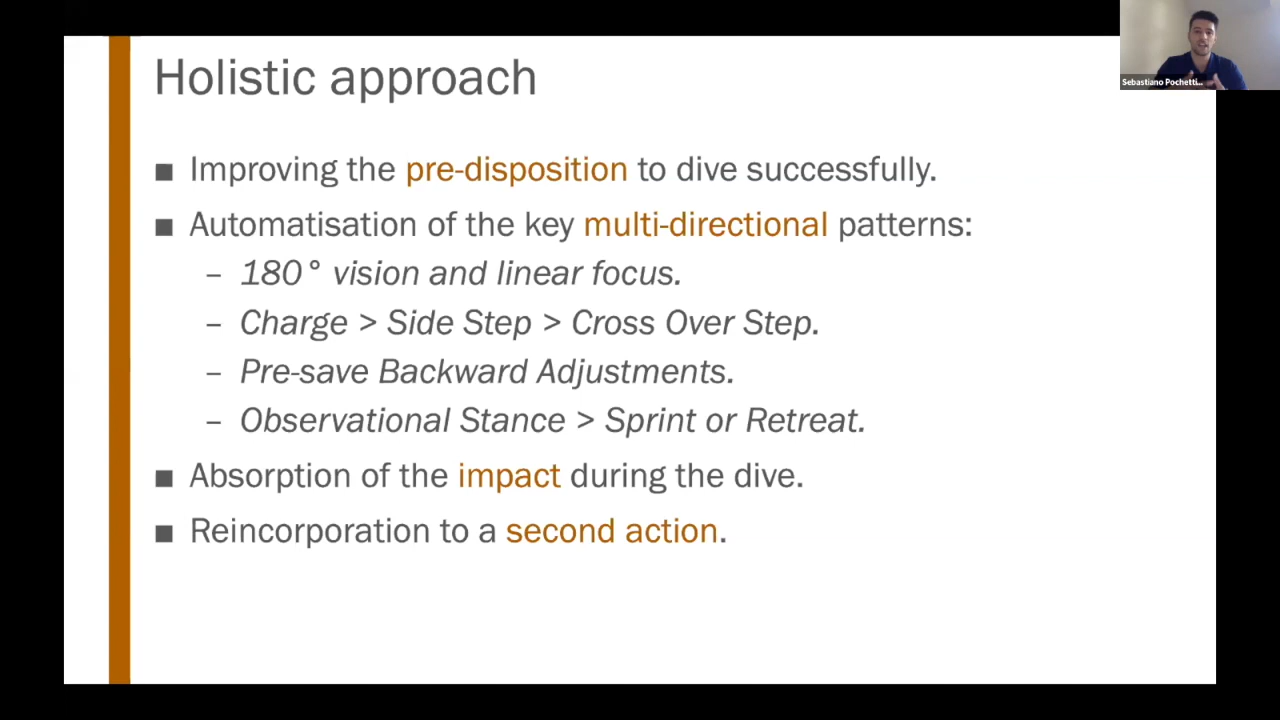 Holistic approach
Sebastiano Pochetti...
■ Improving the pre-disposition to dive successfully.
■ Automatisation of the key multi-directional patterns:
– 180° vision and linear focus.
– Charge > Side Step > Cross Over Step.
– Pre-save Backward Adjustments.
– Observational Stance > Sprint or Retreat.
■ Absorption of the impact during the dive.
■ Reincorporation to a second action.